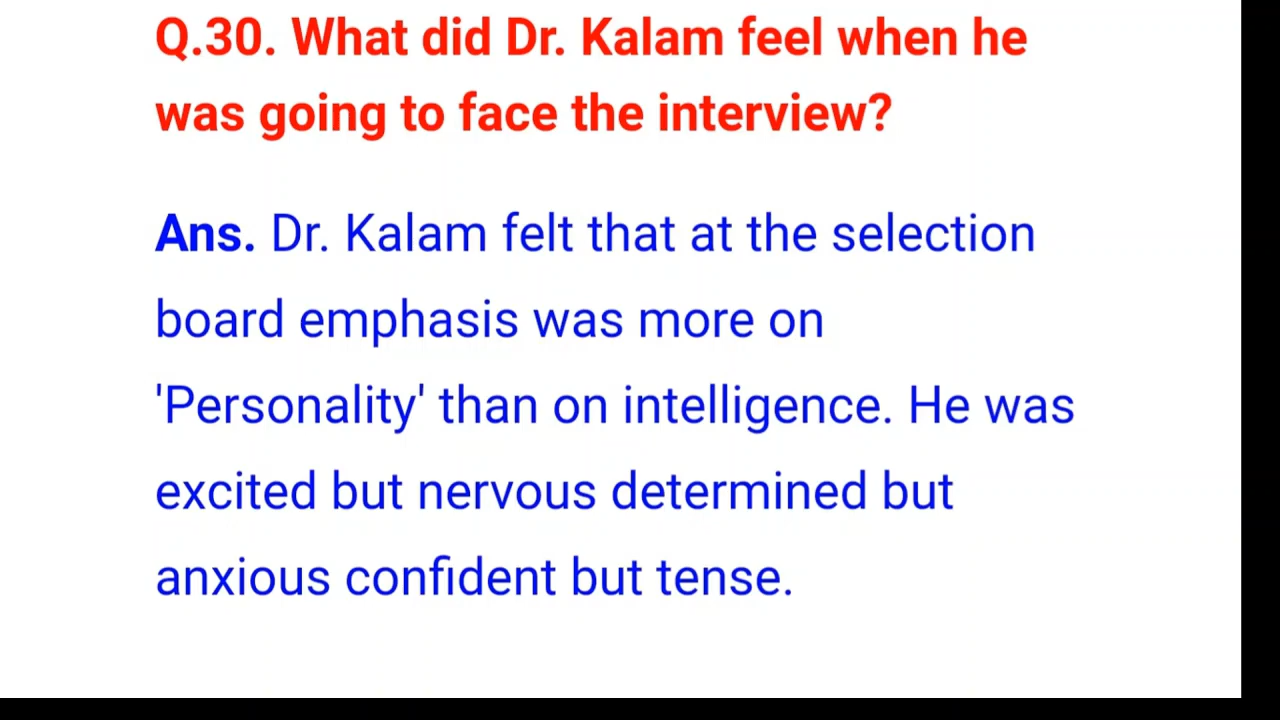 Q.30. What did Dr. Kalam feel when he
was going to face the interview?
Ans. Dr. Kalam felt that at the selection
board emphasis was more on
'Personality' than on intelligence. He was
excited but nervous determined but
anxious confident but tense.